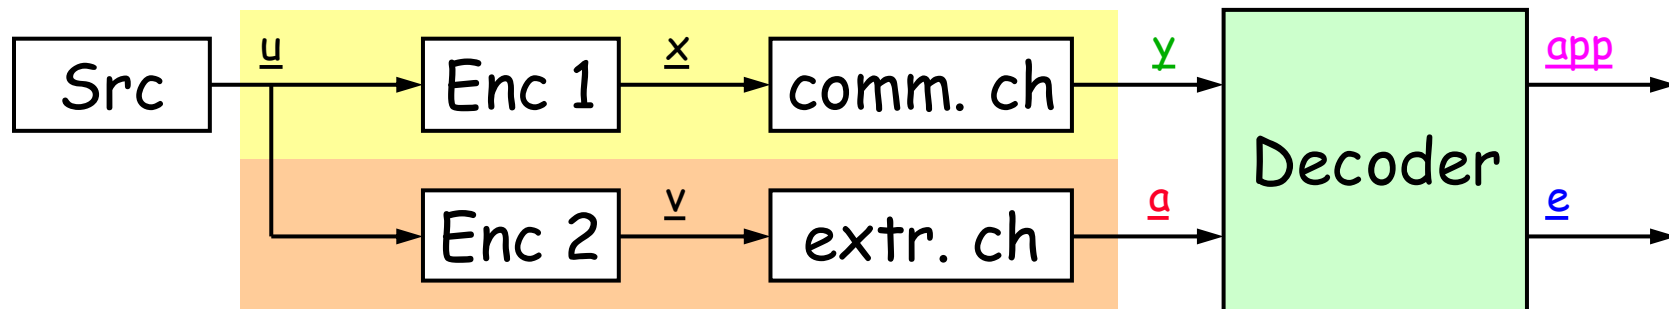 Src
u
Enc 1
x
comm. ch
y
app
Decoder
Enc 2
v
extr. ch
a
e